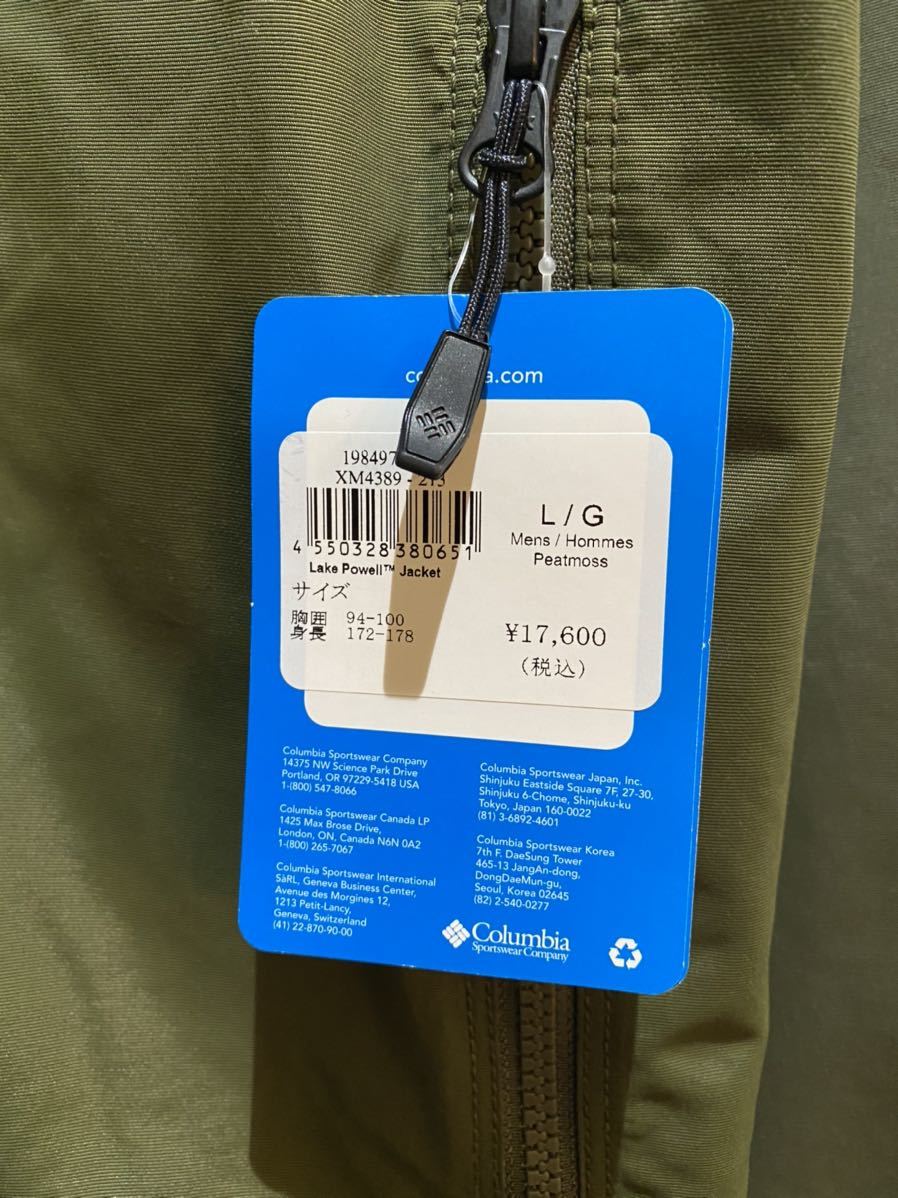 .com
XM4389 -
4 550328 380651
Lake Powell™ Jacket
サイズ
胸囲 94-100
身長 172-178
L / G
Mens / Hommes
Peatmoss
¥17,600
(税込)
Columbia Sportswear Company
14375 NW Science Park Drive
Portland, OR 97229-5418 USA
1-(800) 547-8066
Columbia Sportswear Canada LP
1425 Max Brose Drive,
London, ON, Canada N6N 0A2
1-(800) 265-7067
Columbia Sportswear International
SàRL, Geneva Business Center,
Avenue des Morgines 12,
1213 Petit-Lancy,
Geneva, Switzerland
(41) 22-870-90-00
Columbia Sportswear Japan, Inc.
Shinjuku Eastside Square 7F, 27-30,
Shinjuku 6-Chome, Shinjuku-ku
Tokyo, Japan 160-0022
(81) 3-6892-4601
Columbia Sportswear Korea
7th F. DaeSung Tower
465-13 JangAn-dong,
DongDaeMun-gu,
Seoul, Korea 02645
(82) 2-540-0277
Columbia
Sportswear Company